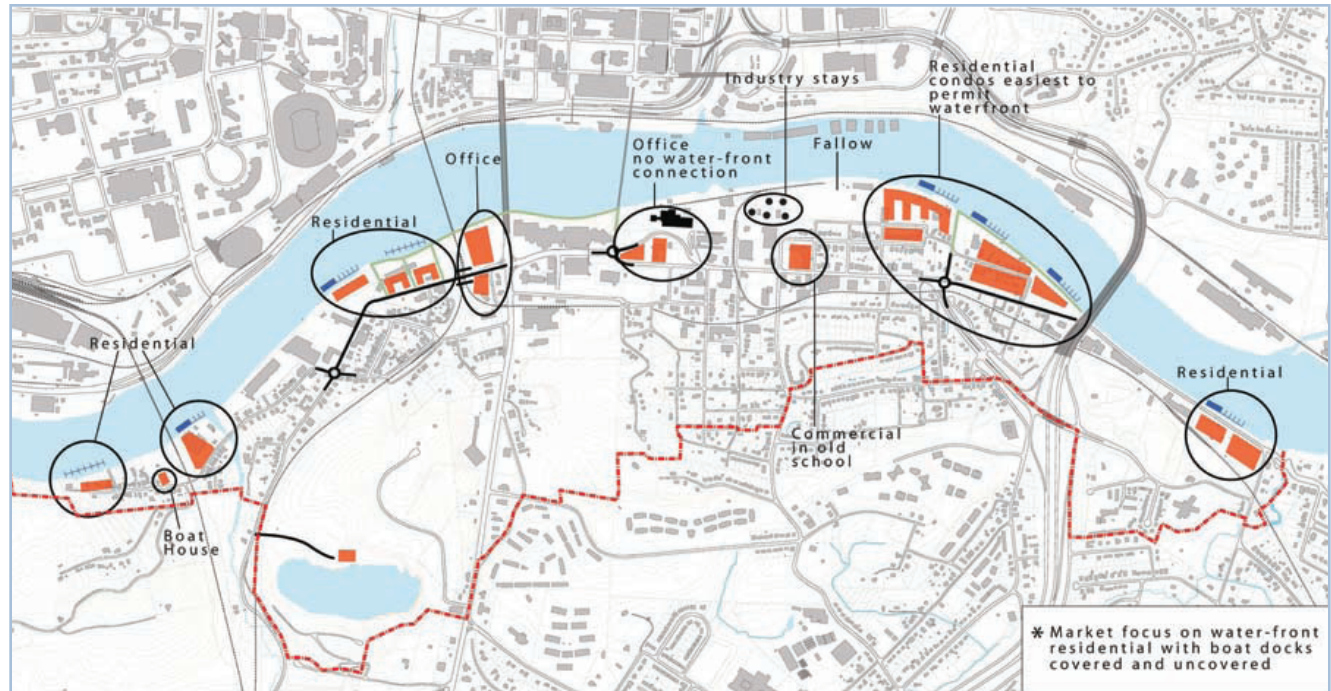 Industry stays
Residential
condos easiest to
permit
waterfront
Office
no water-front
connection
Fallow
Office
Residential
Residential
Residential
Commercial
in old
school
Boat
House
* Market focus on water-front
residential with boat docks
covered and uncovered